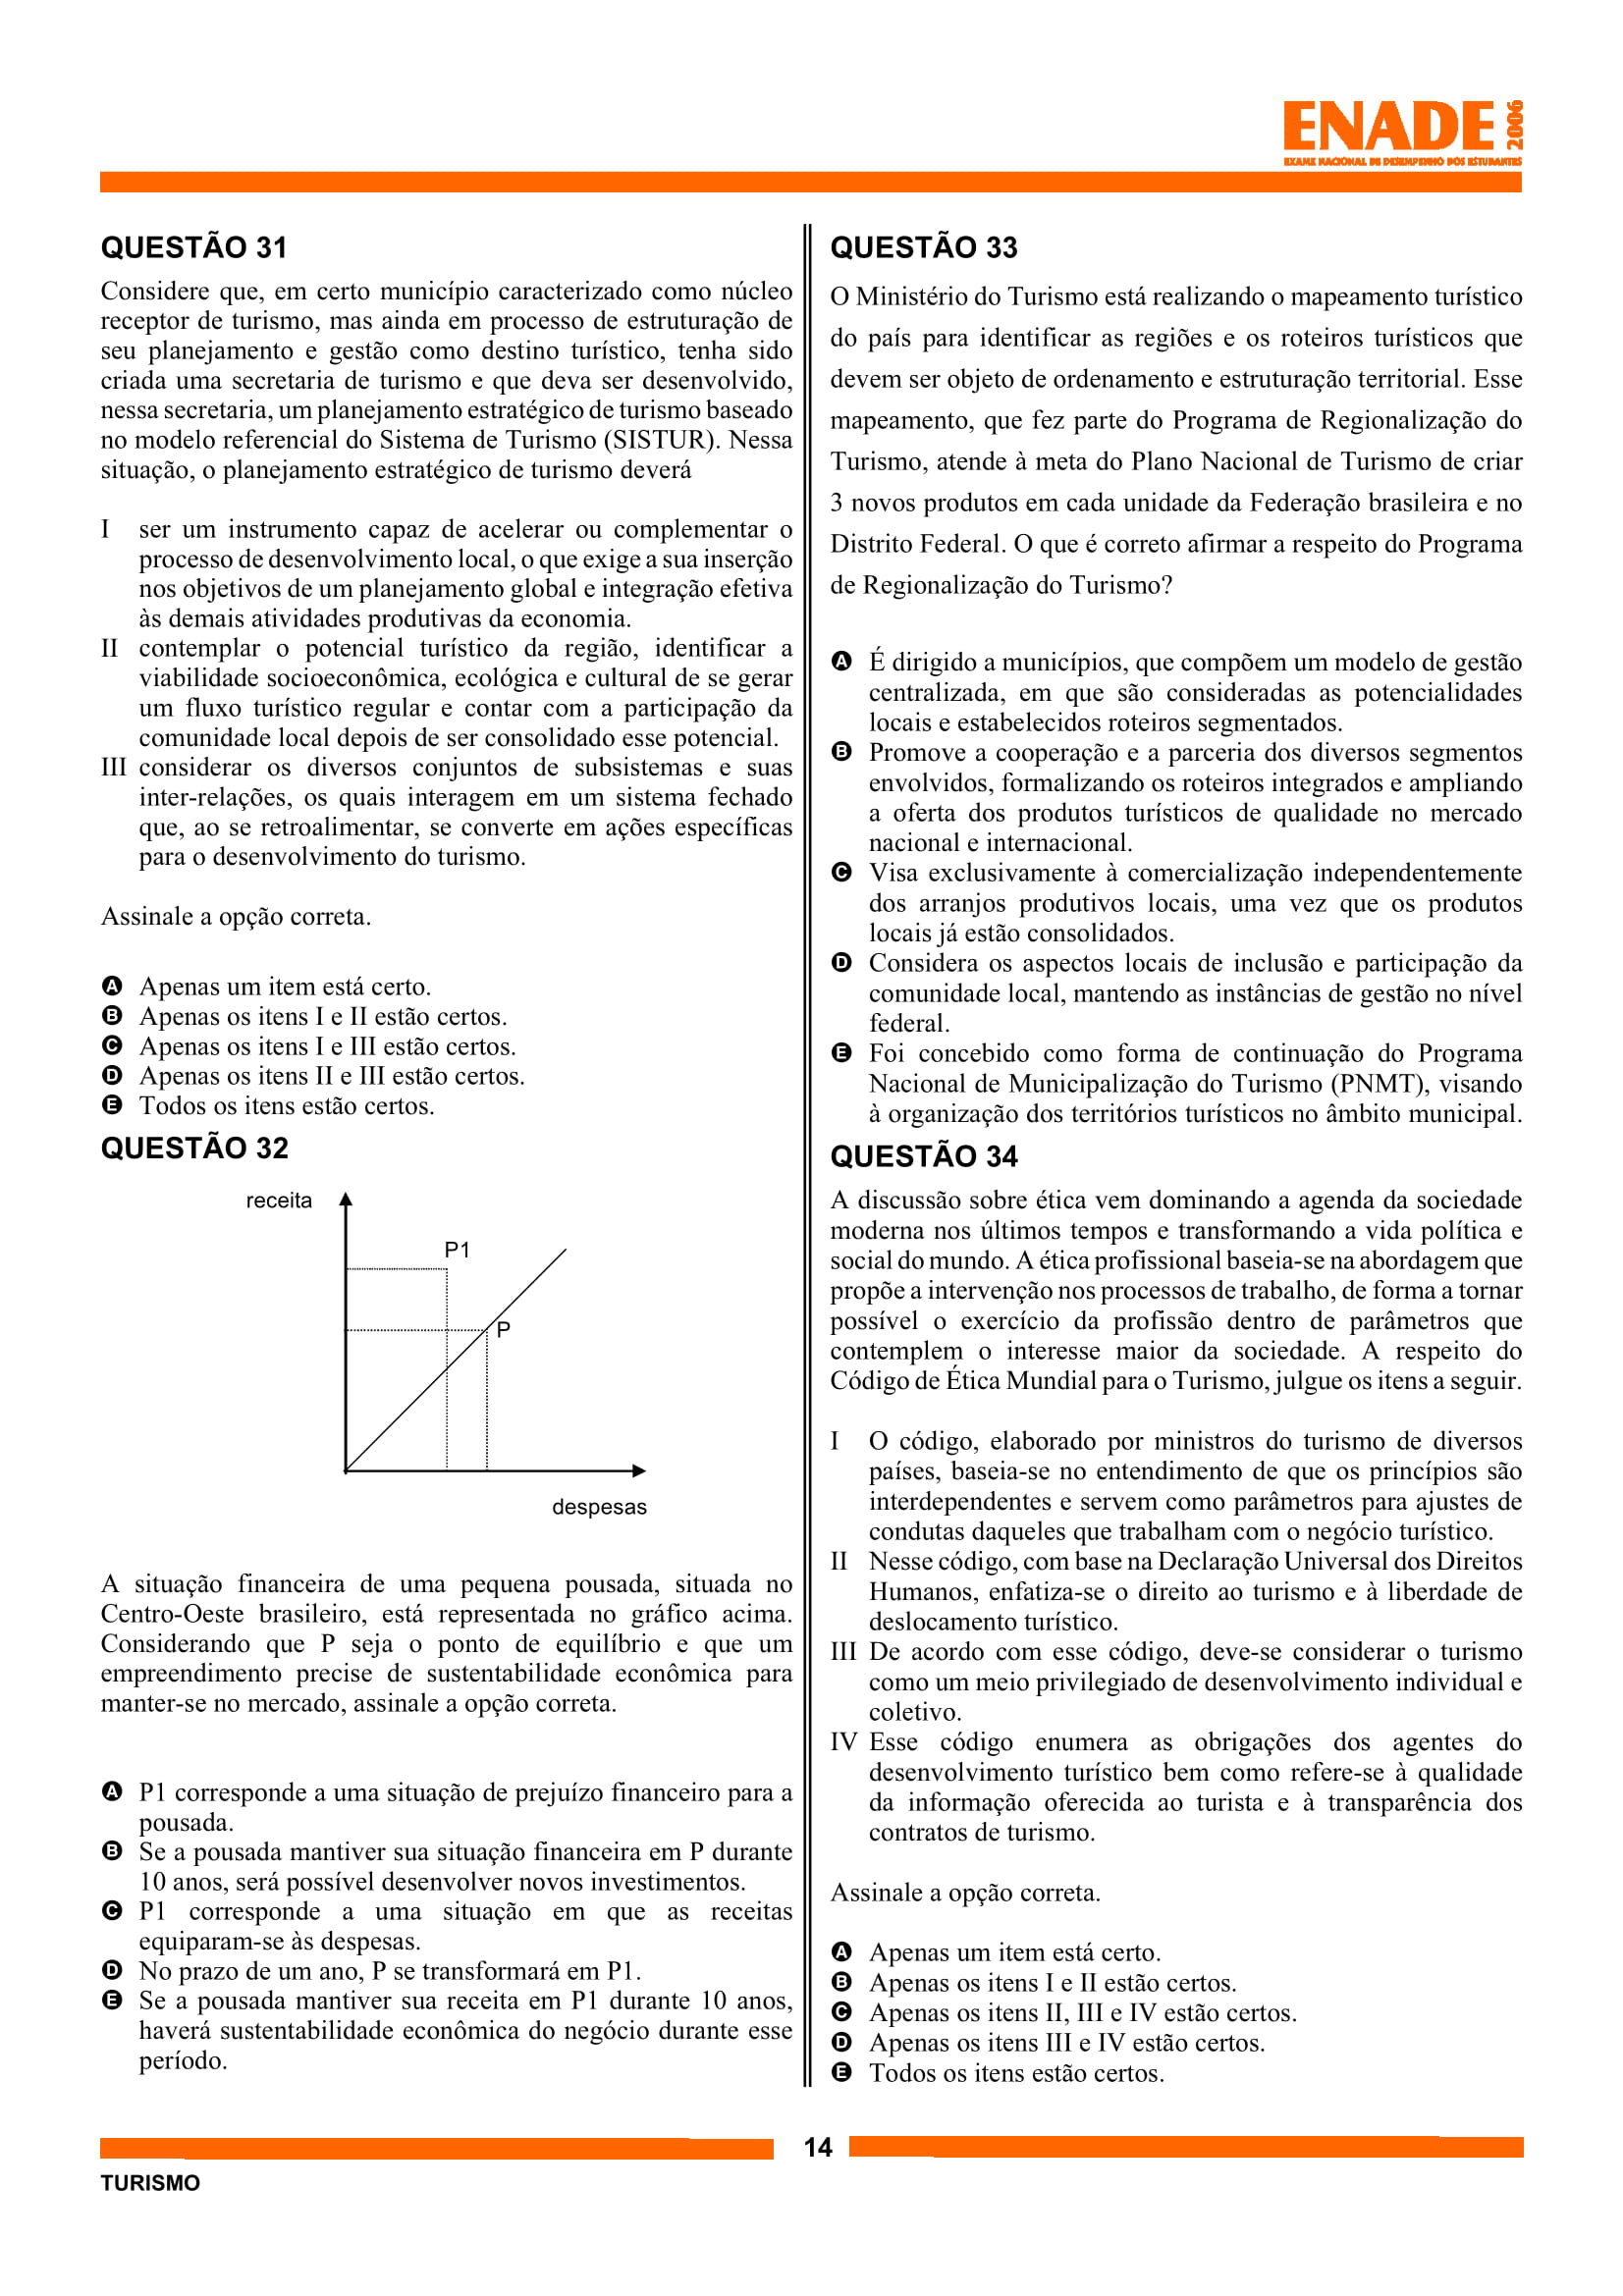 ENADE 2006
EXAME NACIONAL DE DESEMPENHO DOS ESTUDANTES
QUESTÃO 31
Considere que, em certo município caracterizado como núcleo
receptor de turismo, mas ainda em processo de estruturação de
seu planejamento e gestão como destino turístico, tenha sido
criada uma secretaria de turismo e que deva ser desenvolvido,
nessa secretaria, um planejamento estratégico de turismo baseado
no modelo referencial do Sistema de Turismo (SISTUR). Nessa
situação, o planejamento estratégico de turismo deverá
I ser um instrumento capaz de acelerar ou complementar o
processo de desenvolvimento local, o que exige a sua inserção
nos objetivos de um planejamento global e integração efetiva
às demais atividades produtivas da economia.
II contemplar o potencial turístico da região, identificar a
viabilidade socioeconômica, ecológica e cultural de se gerar
um fluxo turístico regular e contar com a participação da
comunidade local depois de ser consolidado esse potencial.
III considerar os diversos conjuntos de subsistemas e suas
inter-relações, os quais interagem em um sistema fechado
que, ao se retroalimentar, se converte em ações específicas
para o desenvolvimento do turismo.
Assinale a opção correta.
A Apenas um item está certo.
B Apenas os itens I e II estão certos.
C Apenas os itens I e III estão certos.
D Apenas os itens II e III estão certos.
E Todos os itens estão certos.
QUESTÃO 32
receita
P1
P
despesas
A situação financeira de uma pequena pousada, situada no
Centro-Oeste brasileiro, está representada no gráfico acima.
Considerando que P seja o ponto de equilíbrio e que um
empreendimento precise de sustentabilidade econômica para
manter-se no mercado, assinale a opção correta.
A P1 corresponde a uma situação de prejuízo financeiro para a
pousada.
B Se a pousada mantiver sua situação financeira em P durante
10 anos, será possível desenvolver novos investimentos.
C P1 corresponde a uma situação em que as receitas
equiparam-se às despesas.
D No prazo de um ano, P se transformará em P1.
E Se a pousada mantiver sua receita em P1 durante 10 anos,
haverá sustentabilidade econômica do negócio durante esse
período.
QUESTÃO 33
O Ministério do Turismo está realizando o mapeamento turístico
do país para identificar as regiões e os roteiros turísticos que
devem ser objeto de ordenamento e estruturação territorial. Esse
mapeamento, que fez parte do Programa de Regionalização do
Turismo, atende à meta do Plano Nacional de Turismo de criar
3 novos produtos em cada unidade da Federação brasileira e no
Distrito Federal. O que é correto afirmar a respeito do Programa
de Regionalização do Turismo?
A É dirigido a municípios, que compõem um modelo de gestão
centralizada, em que são consideradas as potencialidades
locais e estabelecidos roteiros segmentados.
B Promove a cooperação e a parceria dos diversos segmentos
envolvidos, formalizando os roteiros integrados e ampliando
a oferta dos produtos turísticos de qualidade no mercado
nacional e internacional.
C Visa exclusivamente à comercialização independentemente
dos arranjos produtivos locais, uma vez que os produtos
locais já estão consolidados.
D Considera os aspectos locais de inclusão e participação da
comunidade local, mantendo as instâncias de gestão no nível
federal.
E Foi concebido como forma de continuação do Programa
Nacional de Municipalização do Turismo (PNMT), visando
à organização dos territórios turísticos no âmbito municipal.
QUESTÃO 34
A discussão sobre ética vem dominando a agenda da sociedade
moderna nos últimos tempos e transformando a vida política e
social do mundo. A ética profissional baseia-se na abordagem que
propõe a intervenção nos processos de trabalho, de forma a tornar
possível o exercício da profissão dentro de parâmetros que
contemplem o interesse maior da sociedade. A respeito do
Código de Ética Mundial para o Turismo, julgue os itens a seguir.
I O código, elaborado por ministros do turismo de diversos
países, baseia-se no entendimento de que os princípios são
interdependentes e servem como parâmetros para ajustes de
condutas daqueles que trabalham com o negócio turístico.
II Nesse código, com base na Declaração Universal dos Direitos
Humanos, enfatiza-se o direito ao turismo e à liberdade de
deslocamento turístico.
III De acordo com esse código, deve-se considerar o turismo
como um meio privilegiado de desenvolvimento individual e
coletivo.
IV Esse código enumera as obrigações dos agentes do
desenvolvimento turístico bem como refere-se à qualidade
da informação oferecida ao turista e à transparência dos
contratos de turismo.
Assinale a opção correta.
A Apenas um item está certo.
B Apenas os itens I e II estão certos.
C Apenas os itens II, III e IV estão certos.
D Apenas os itens III e IV estão certos.
E Todos os itens estão certos.
14
TURISMO